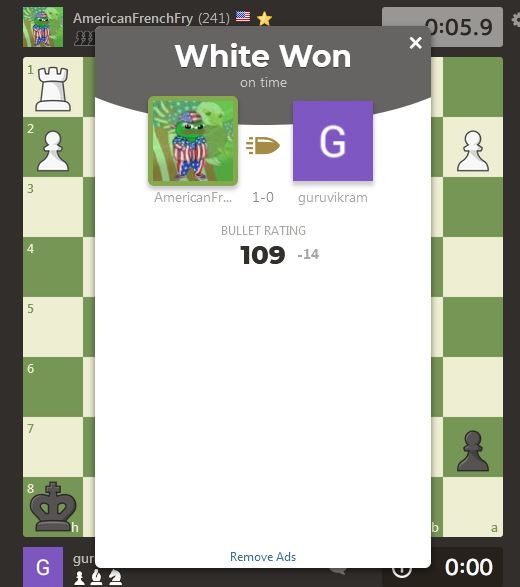 AmericanFrenchFry (241)
0:05.9
White Won
on time
G
AmericanFr... 1-0 guruvikram
BULLET RATING
109 -14
1
2
3
4
5
6
7
8
h
b
a
Remove Ads
G
gur
0:00